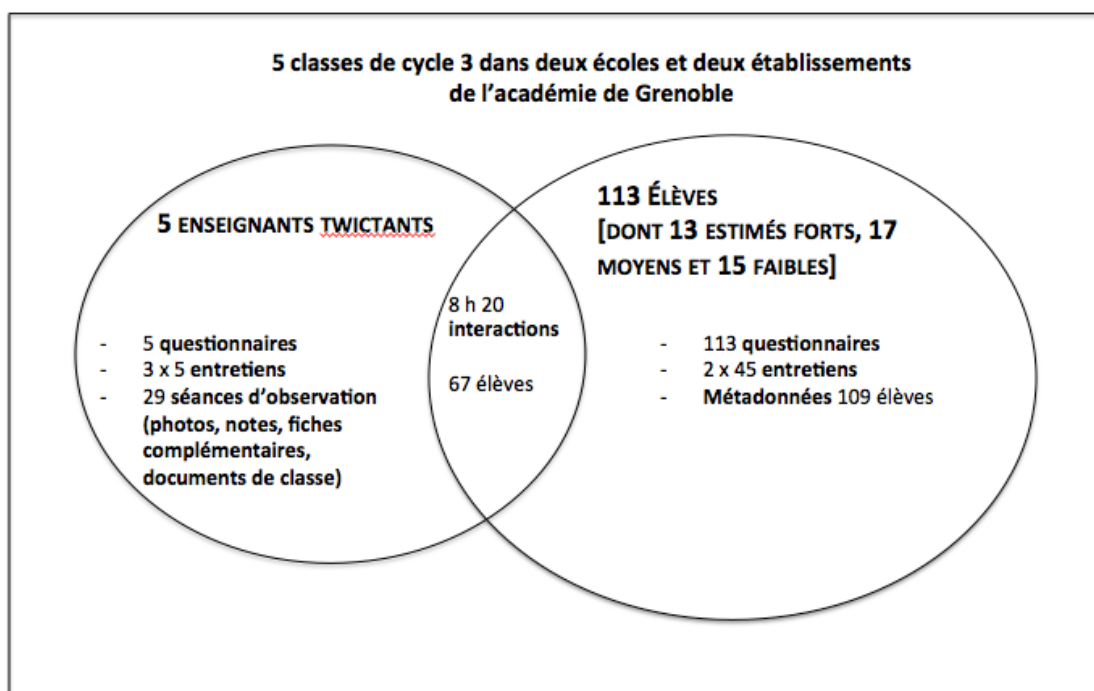 5 classes de cycle 3 dans deux écoles et deux établissements
de l'académie de Grenoble
5 ENSEIGNANTS TWICTANTS
- 5 questionnaires
- 3 x 5 entretiens
- 29 séances d'observation
(photos, notes, fiches
complémentaires,
documents de classe)
8 h 20
interactions
67 élèves
113 ÉLÈVES
[DONT 13 ESTIMÉS FORTS, 17
MOYENS ET 15 FAIBLES]
- 113 questionnaires
- 2 x 45 entretiens
- Métadonnées 109 élèves